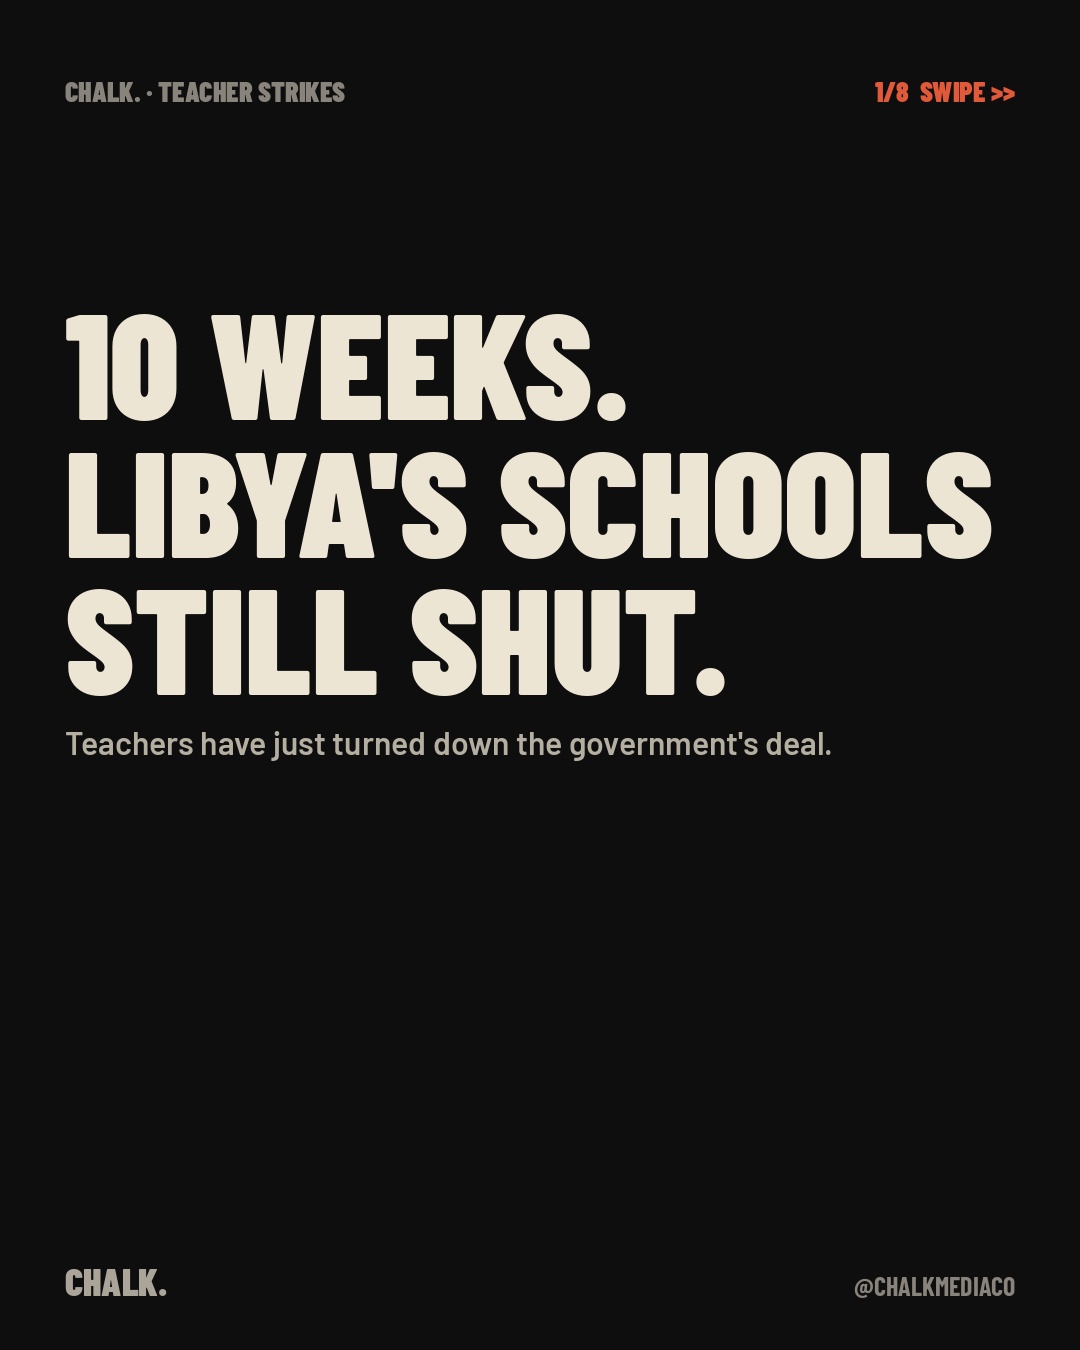 CHALK. · TEACHER STRIKES
1/8 SWIPE >>
10 WEEKS.
LIBYA'S SCHOOLS
STILL SHUT.
Teachers have just turned down the government's deal.
CHALK.
@CHALKMEDIACO